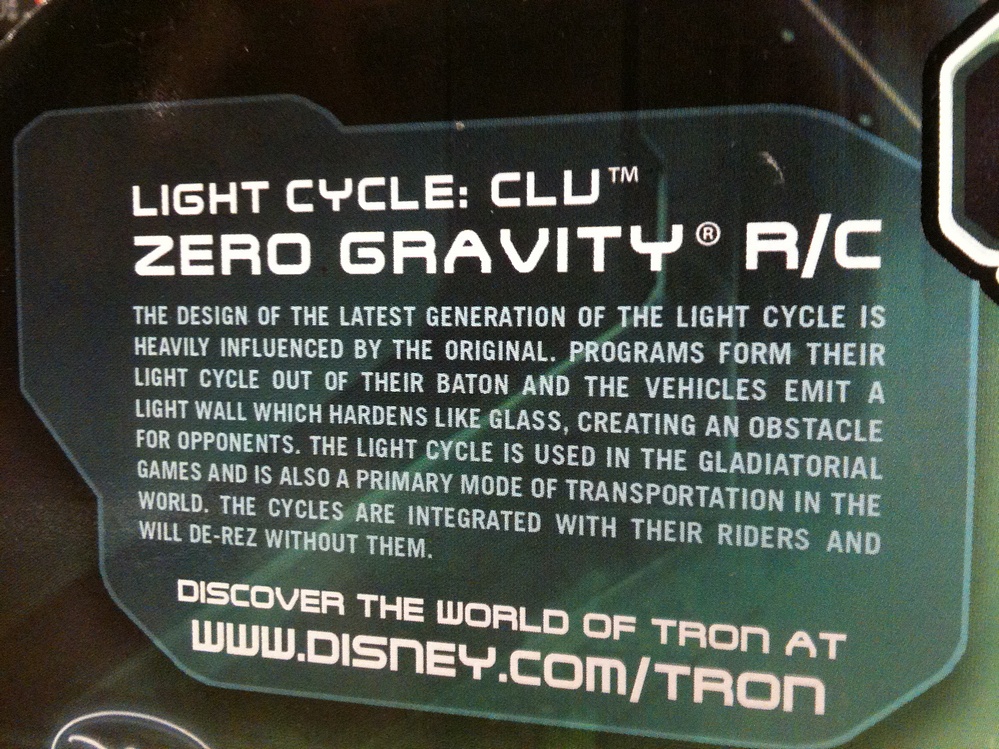 LIGHT CYCLE: CLU™
ZERO GRAVITY® R/C
THE DESIGN OF THE LATEST GENERATION OF THE LIGHT CYCLE IS
HEAVILY INFLUENCED BY THE ORIGINAL. PROGRAMS FORM THEIR
LIGHT CYCLE OUT OF THEIR BATON AND THE VEHICLES EMIT A
LIGHT WALL WHICH HARDENS LIKE GLASS, CREATING AN OBSTACLE
FOR OPPONENTS. THE LIGHT CYCLE IS USED IN THE GLADIATORIAL
GAMES AND IS ALSO A PRIMARY MODE OF TRANSPORTATION IN THE
WORLD. THE CYCLES ARE INTEGRATED WITH THEIR RIDERS AND
WILL DE-REZ WITHOUT THEM.
DISCOVER THE WORLD OF TRON AT
WWW.DISNEY.COM/TRON